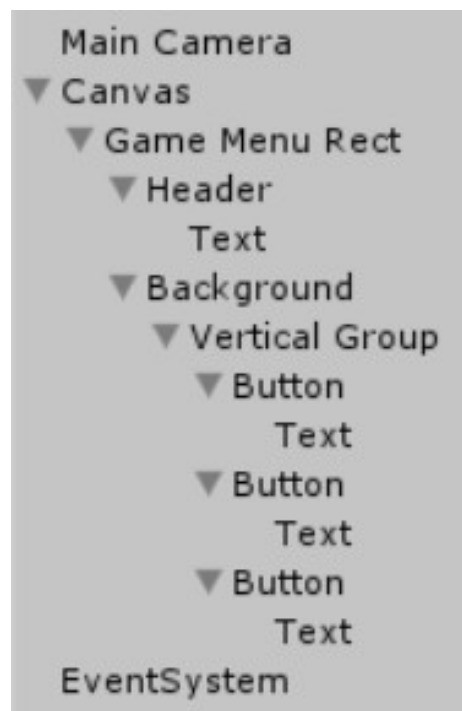 Main Camera
Canvas
Game Menu Rect
Header
Text
Background
Vertical Group
Button
Text
Button
Text
Button
Text
EventSystem